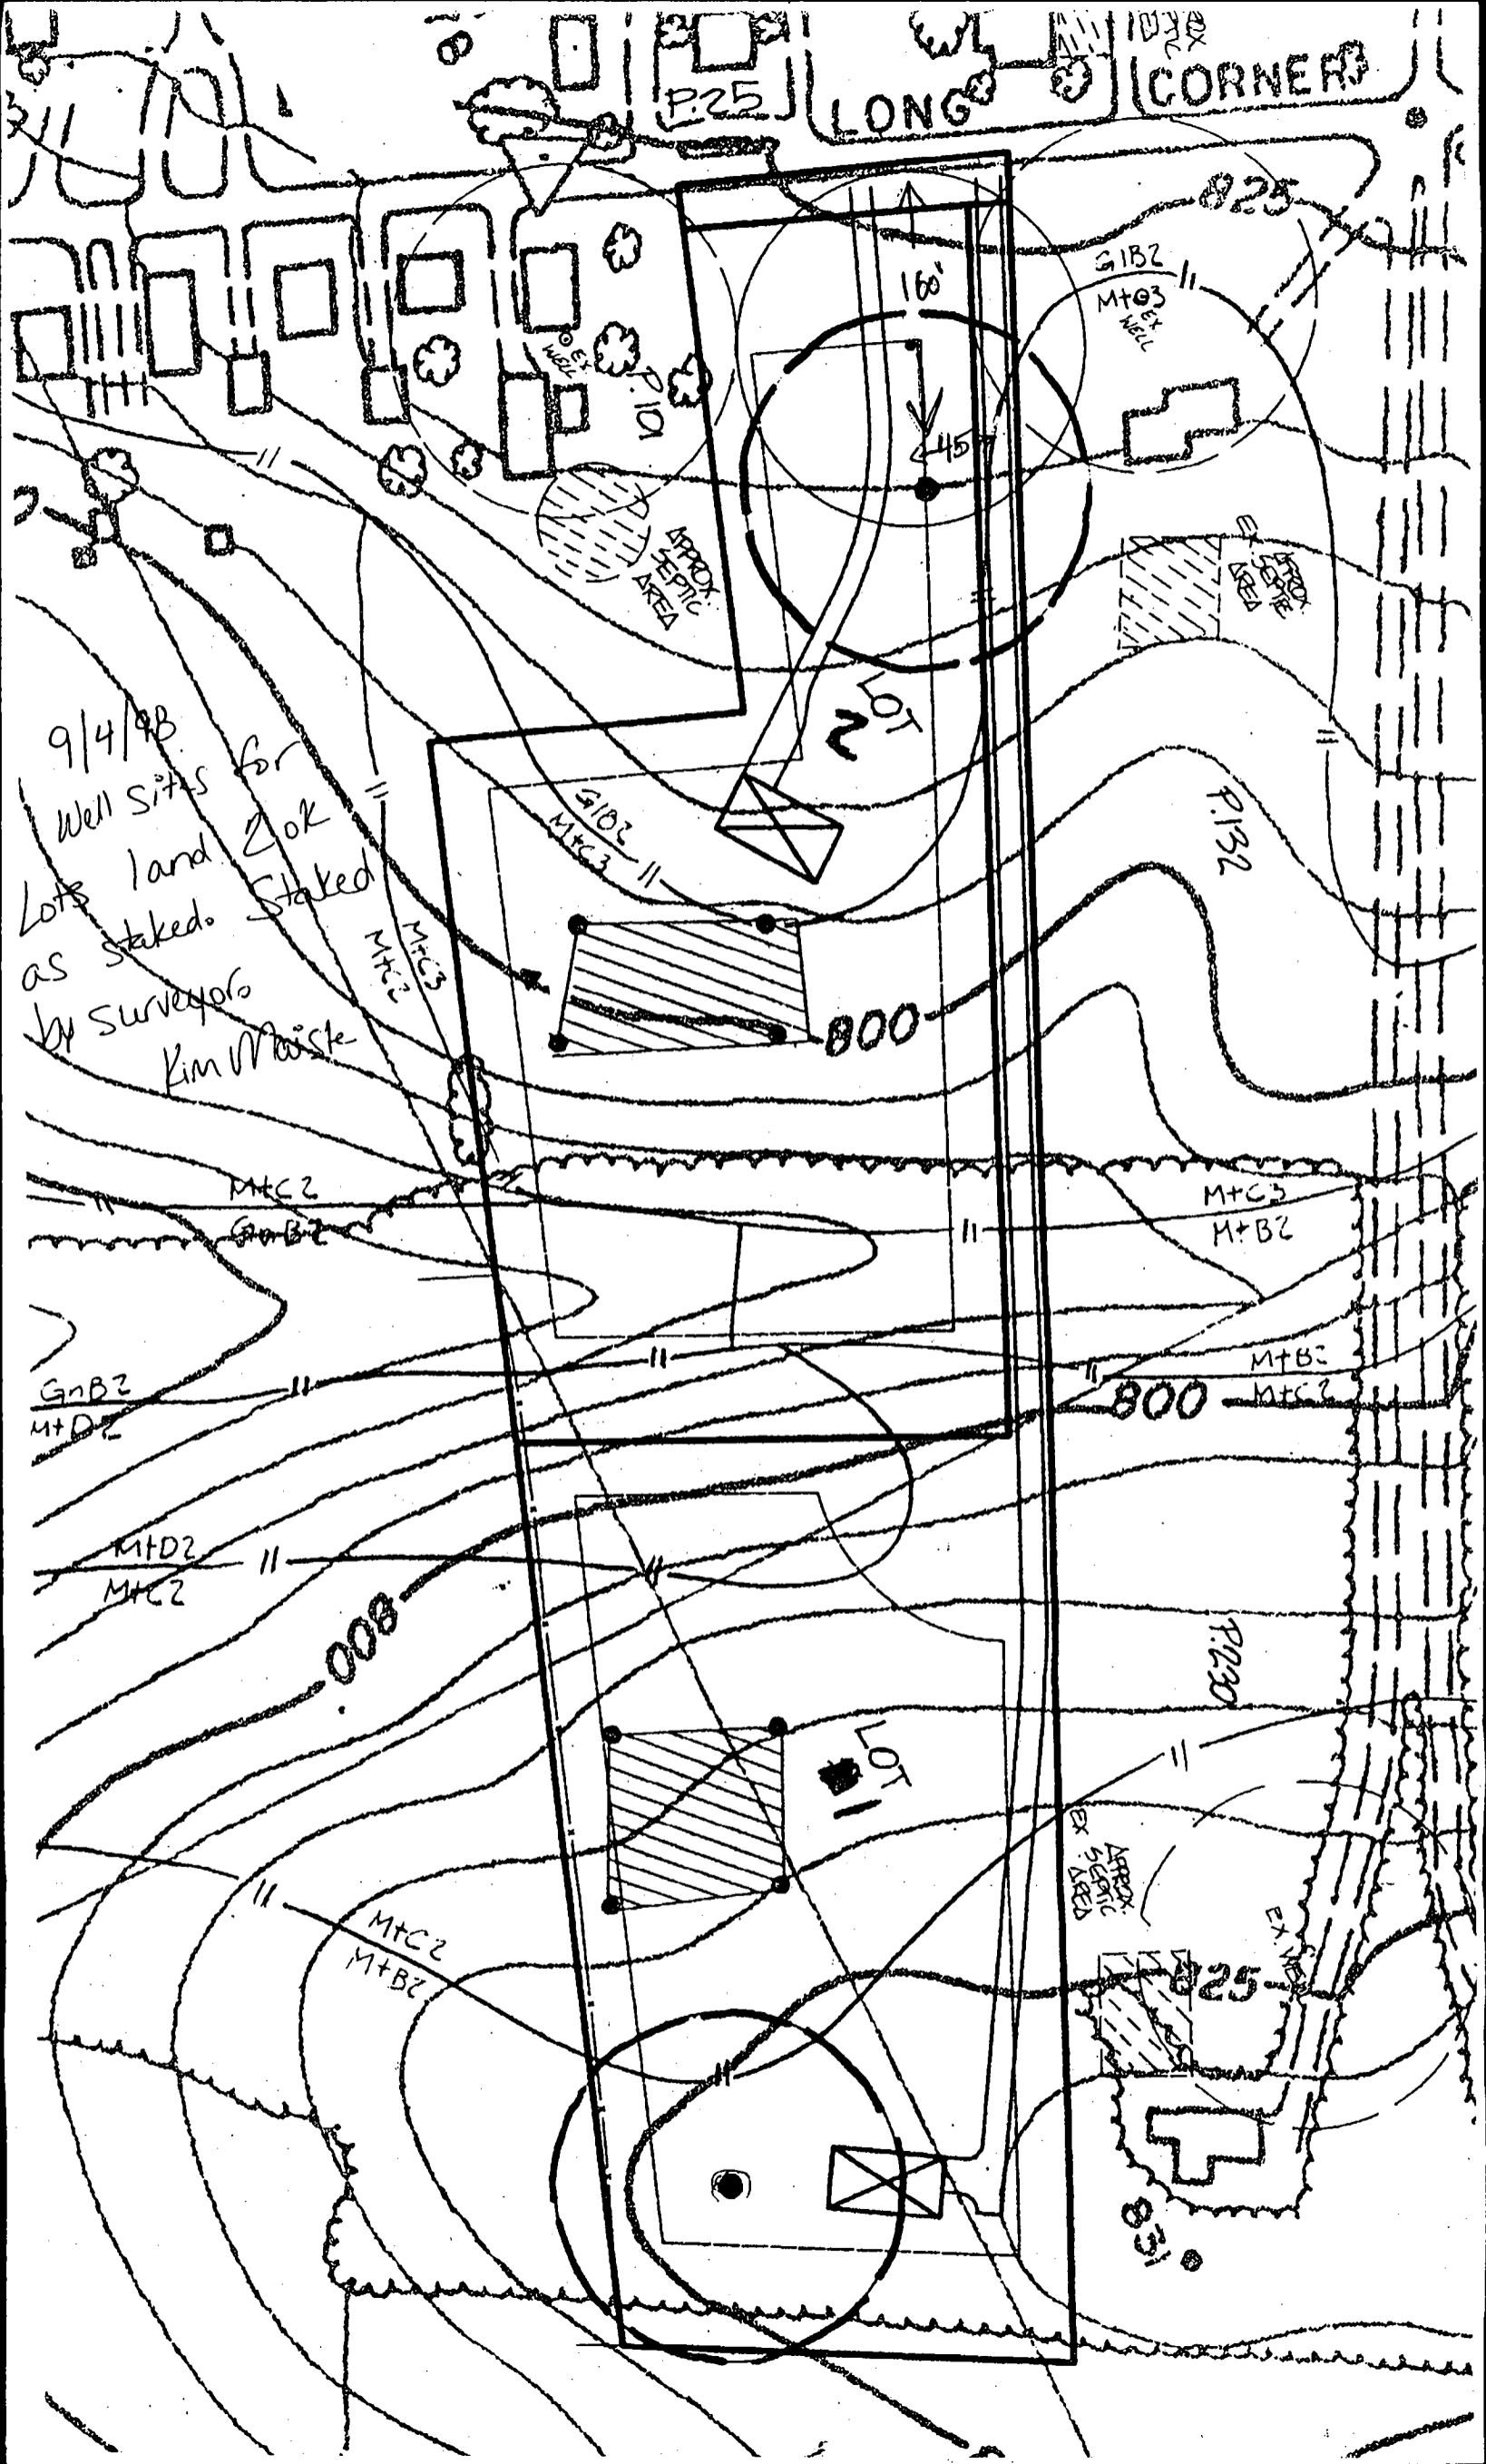 P.25
LONG
CORNER
825
160'
G1B2
EX
WELL
EX
WELL
P.101
45
APPROX.
SEPTIC
AREA
EX.
APPROX
SEPTIC
AREA
LOT
2
9/4/98
Well Sites for
Lots 1 and 2 OK
as staked. Staked
by surveyor.
Kim
G1B2
MtC3
P.132
MtC3
MtC2
800
MtC2
GnB2
MtC3
MtB2
GnB2
MtD2
MtB2
MtC2
800
MtD2
MtC2
800
P.230
LOT
1
EX
APPROX.
SEPTIC
AREA
EX.
MtC2
MtB2
825
831